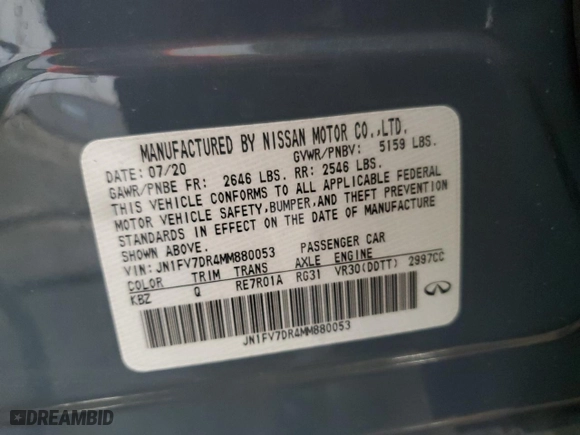 MANUFACTURED BY NISSAN MOTOR CO.,LTD.
DATE: 07/20 GVWR/PNBV: 5159 LBS.
GAWR/PNBE FR: 2646 LBS. RR: 2546 LBS.
THIS VEHICLE CONFORMS TO ALL APPLICABLE FEDERAL
MOTOR VEHICLE SAFETY,BUMPER,AND THEFT PREVENTION
STANDARDS IN EFFECT ON THE DATE OF MANUFACTURE
SHOWN ABOVE.
VIN: JN1FV7DR4MM880053 PASSENGER CAR
COLOR TRIM TRANS AXLE ENGINE
KBZ Q RE7R01A RG31 VR30(DDTT) 2997CC
JN1FV7DR4MM880053
DREAMBID